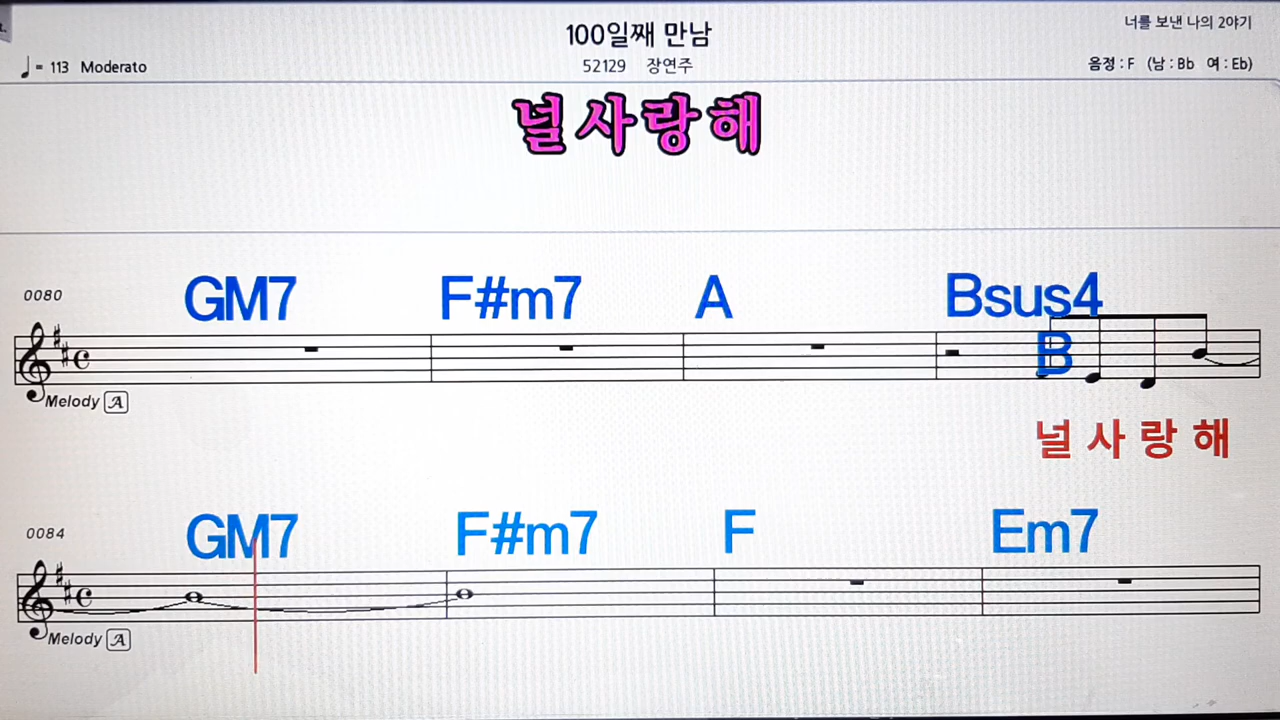 100일째 만남
너를 보낸 나의 2야기
♩= 113 Moderato
52129 장연주
음정 : F (남 : Bb 여 : Eb)
널사랑해
0080
GM7 F#m7 A Bsus4
B
Melody A
널 사 랑 해
0084
GM7 F#m7 F Em7
Melody A